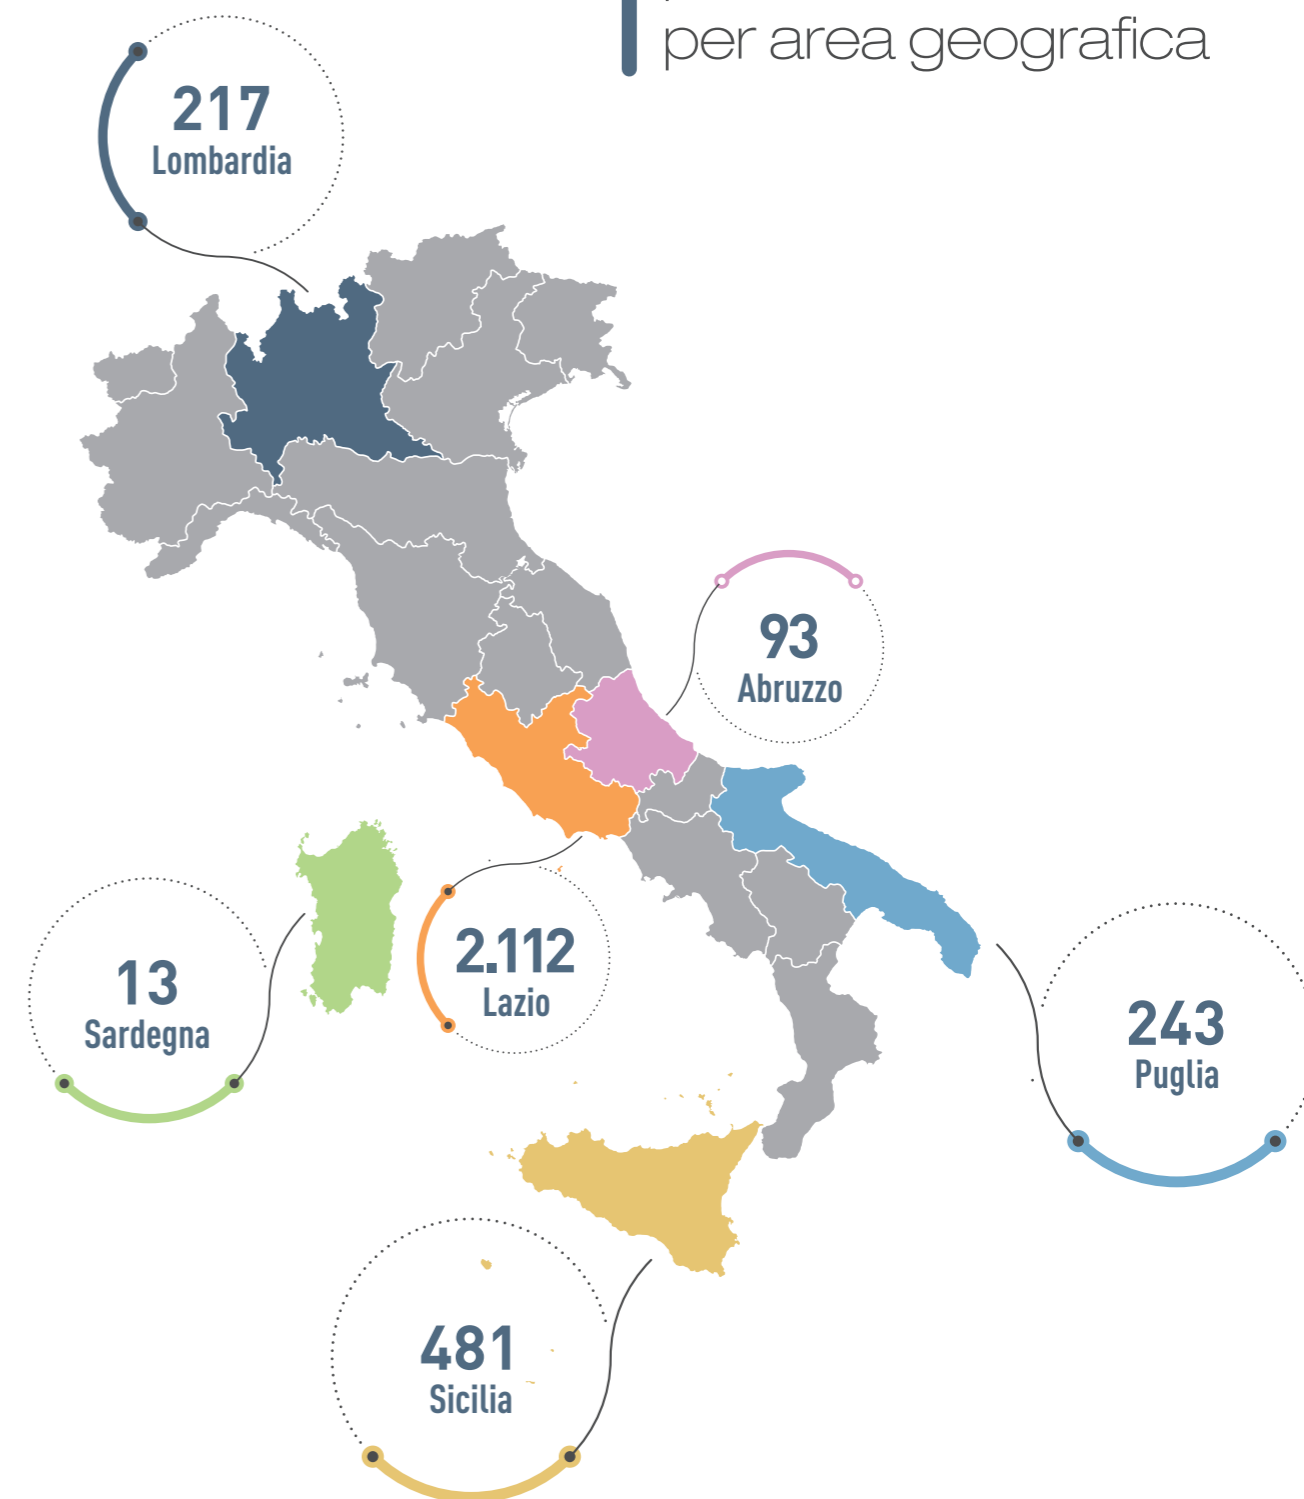 per area geografica
217
Lombardia
93
Abruzzo
2.112
Lazio
13
Sardegna
243
Puglia
481
Sicilia